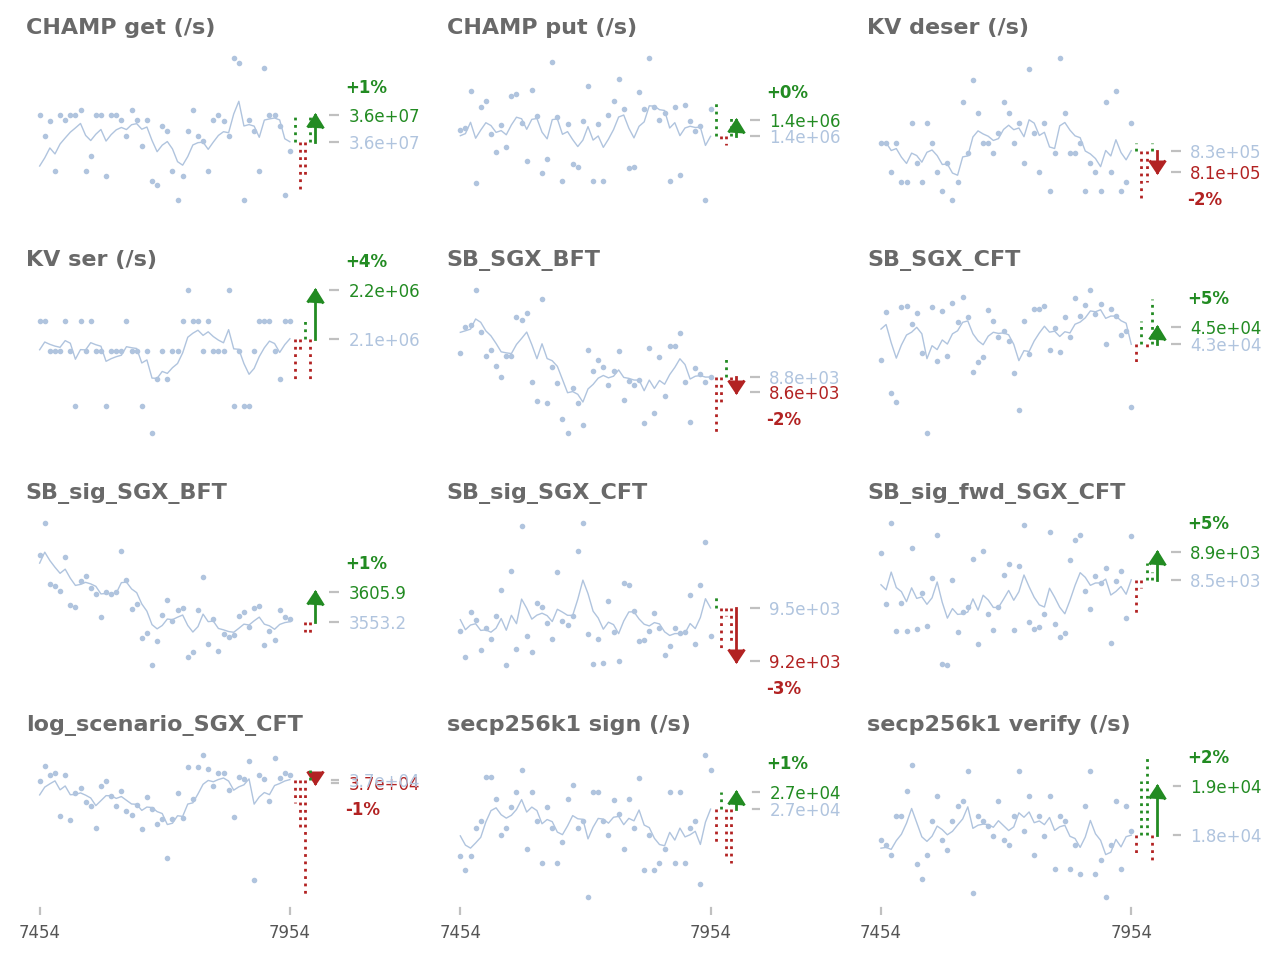 CHAMP get (/s)
+1%
3.6e+07
3.6e+07
CHAMP put (/s)
+0%
1.4e+06
1.4e+06
KV deser (/s)
8.3e+05
8.1e+05
-2%
KV ser (/s)
+4%
2.2e+06
2.1e+06
SB_SGX_BFT
8.8e+03
8.6e+03
-2%
SB_SGX_CFT
+5%
4.5e+04
4.3e+04
SB_sig_SGX_BFT
+1%
3605.9
3553.2
SB_sig_SGX_CFT
9.5e+03
9.2e+03
-3%
SB_sig_fwd_SGX_CFT
+5%
8.9e+03
8.5e+03
log_scenario_SGX_CFT
3.7e+04
3.7e+04
-1%
secp256k1 sign (/s)
+1%
2.7e+04
2.7e+04
secp256k1 verify (/s)
+2%
1.9e+04
1.8e+04
7454
7954
7454
7954
7454
7954